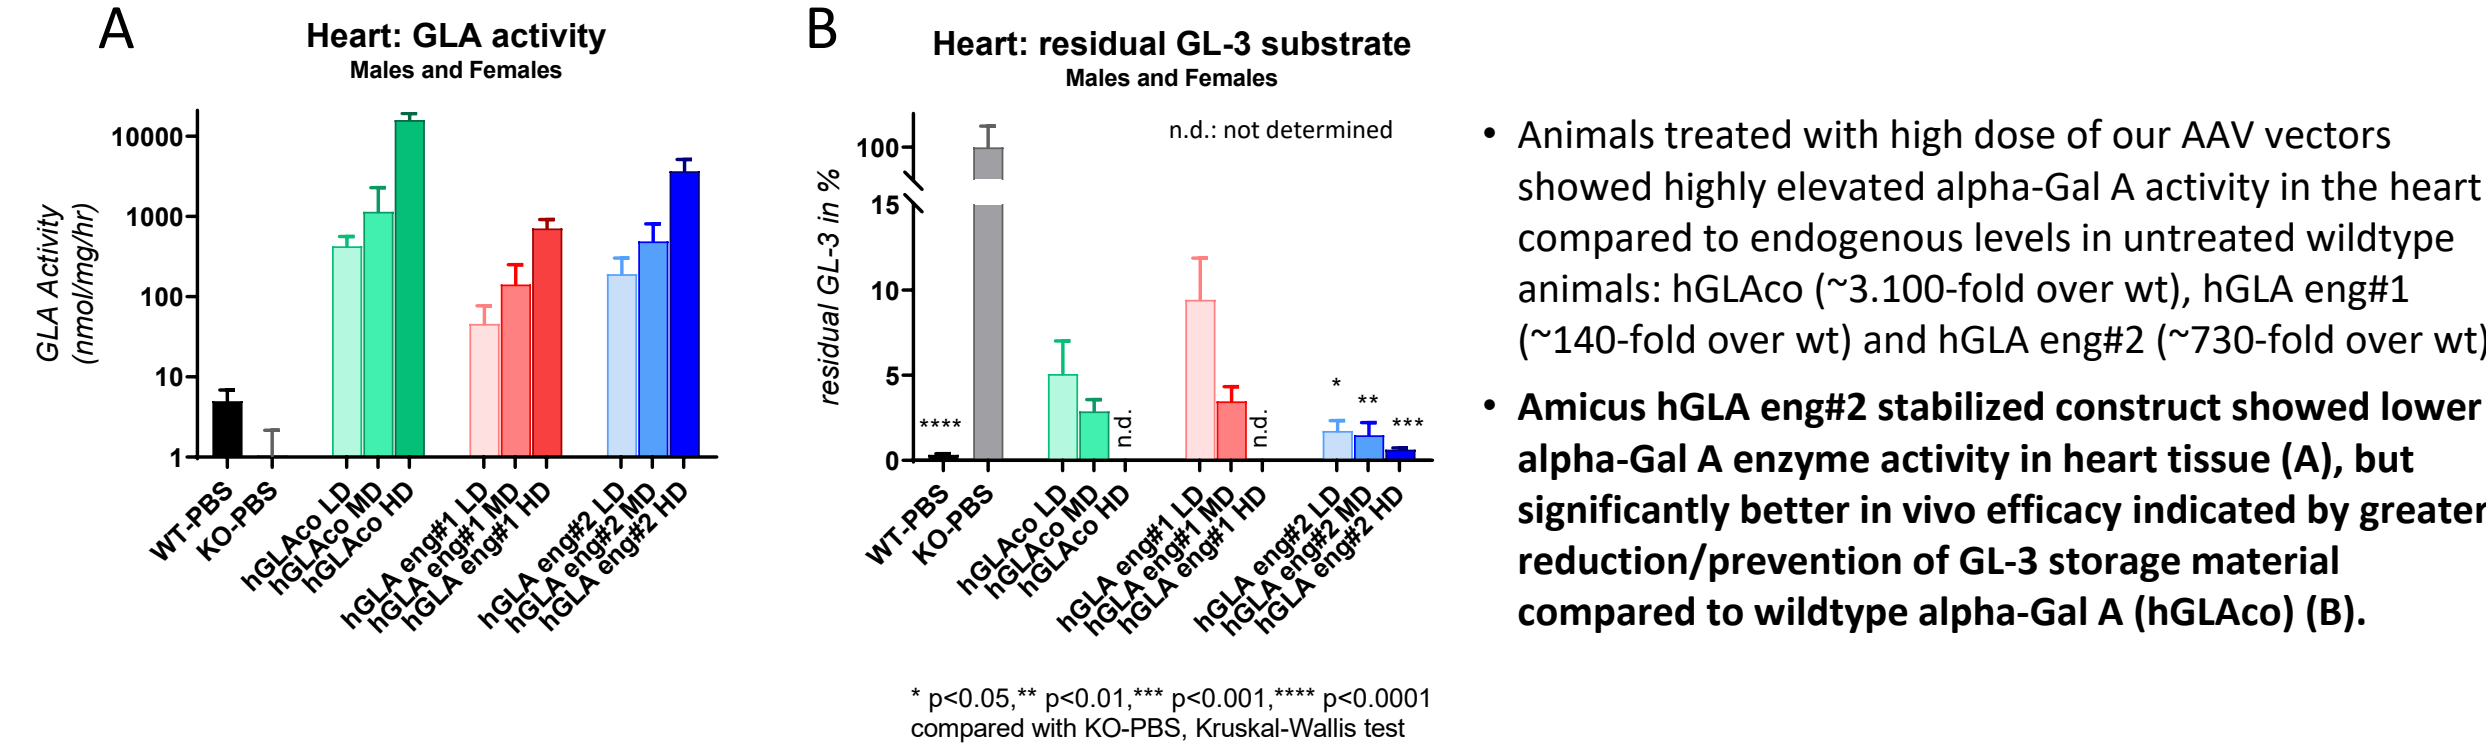 A
Heart: GLA activity
Males and Females
GLA Activity
(nmol/mg/hr)
10000
1000
100
10
1
WT-PBS
KO-PBS
hGLAco LD
hGLAco MD
hGLAco HD
hGLA eng#1 LD
hGLA eng#1 MD
hGLA eng#1 HD
hGLA eng#2 LD
hGLA eng#2 MD
hGLA eng#2 HD
B
Heart: residual GL-3 substrate
Males and Females
n.d.: not determined
residual GL-3 in %
100
15
10
5
0
****
n.d.
n.d.
*
**
***
WT-PBS
KO-PBS
hGLAco LD
hGLAco MD
hGLAco HD
hGLA eng#1 LD
hGLA eng#1 MD
hGLA eng#1 HD
hGLA eng#2 LD
hGLA eng#2 MD
hGLA eng#2 HD
* p<0.05,** p<0.01,*** p<0.001,**** p<0.0001
compared with KO-PBS, Kruskal-Wallis test
• Animals treated with high dose of our AAV vectors
showed highly elevated alpha-Gal A activity in the heart
compared to endogenous levels in untreated wildtype
animals: hGLAco (~3.100-fold over wt), hGLA eng#1
(~140-fold over wt) and hGLA eng#2 (~730-fold over wt)
• Amicus hGLA eng#2 stabilized construct showed lower
alpha-Gal A enzyme activity in heart tissue (A), but
significantly better in vivo efficacy indicated by greater
reduction/prevention of GL-3 storage material
compared to wildtype alpha-Gal A (hGLAco) (B).